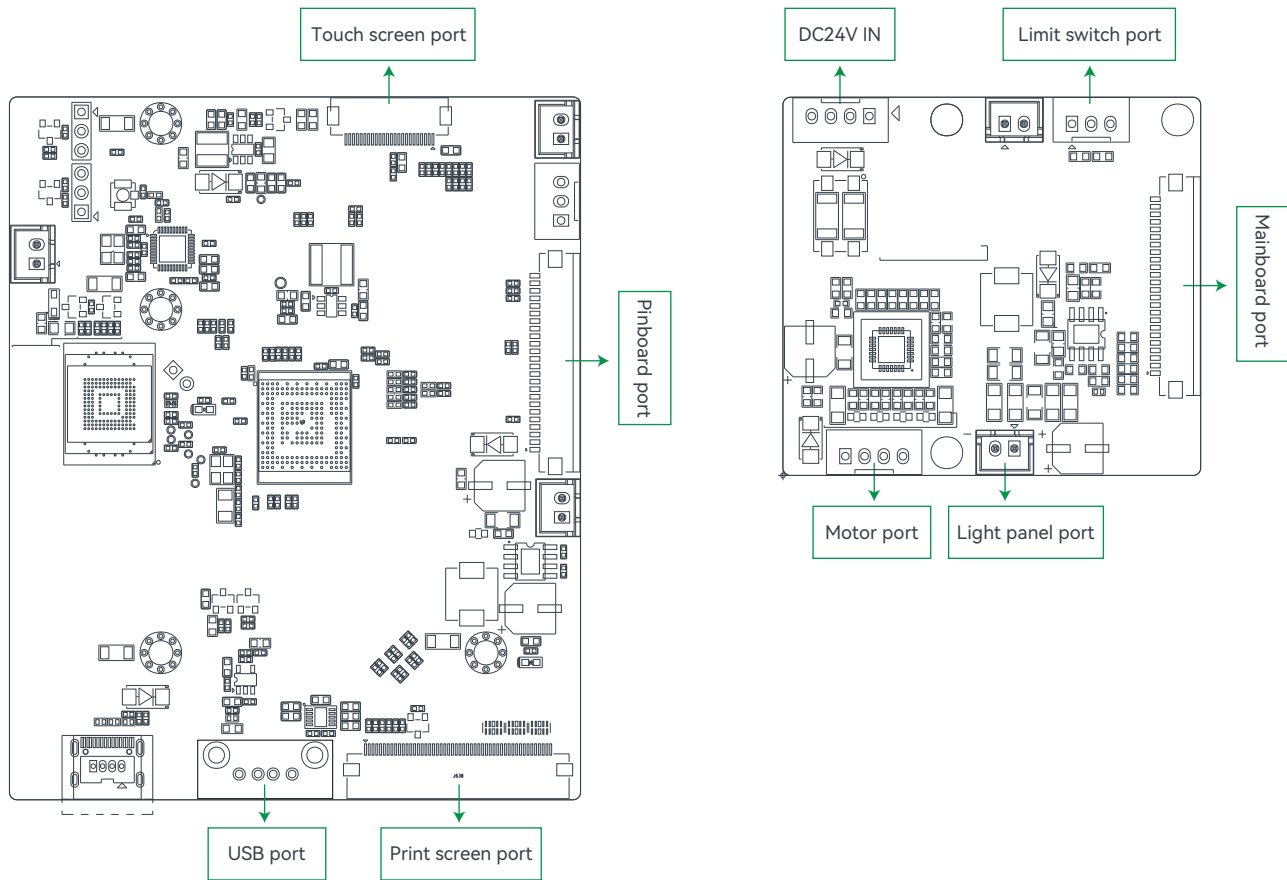 Touch screen port
DC24V IN
Limit switch port
Pinboard port
Mainboard port
Motor port
Light panel port
USB port
Print screen port